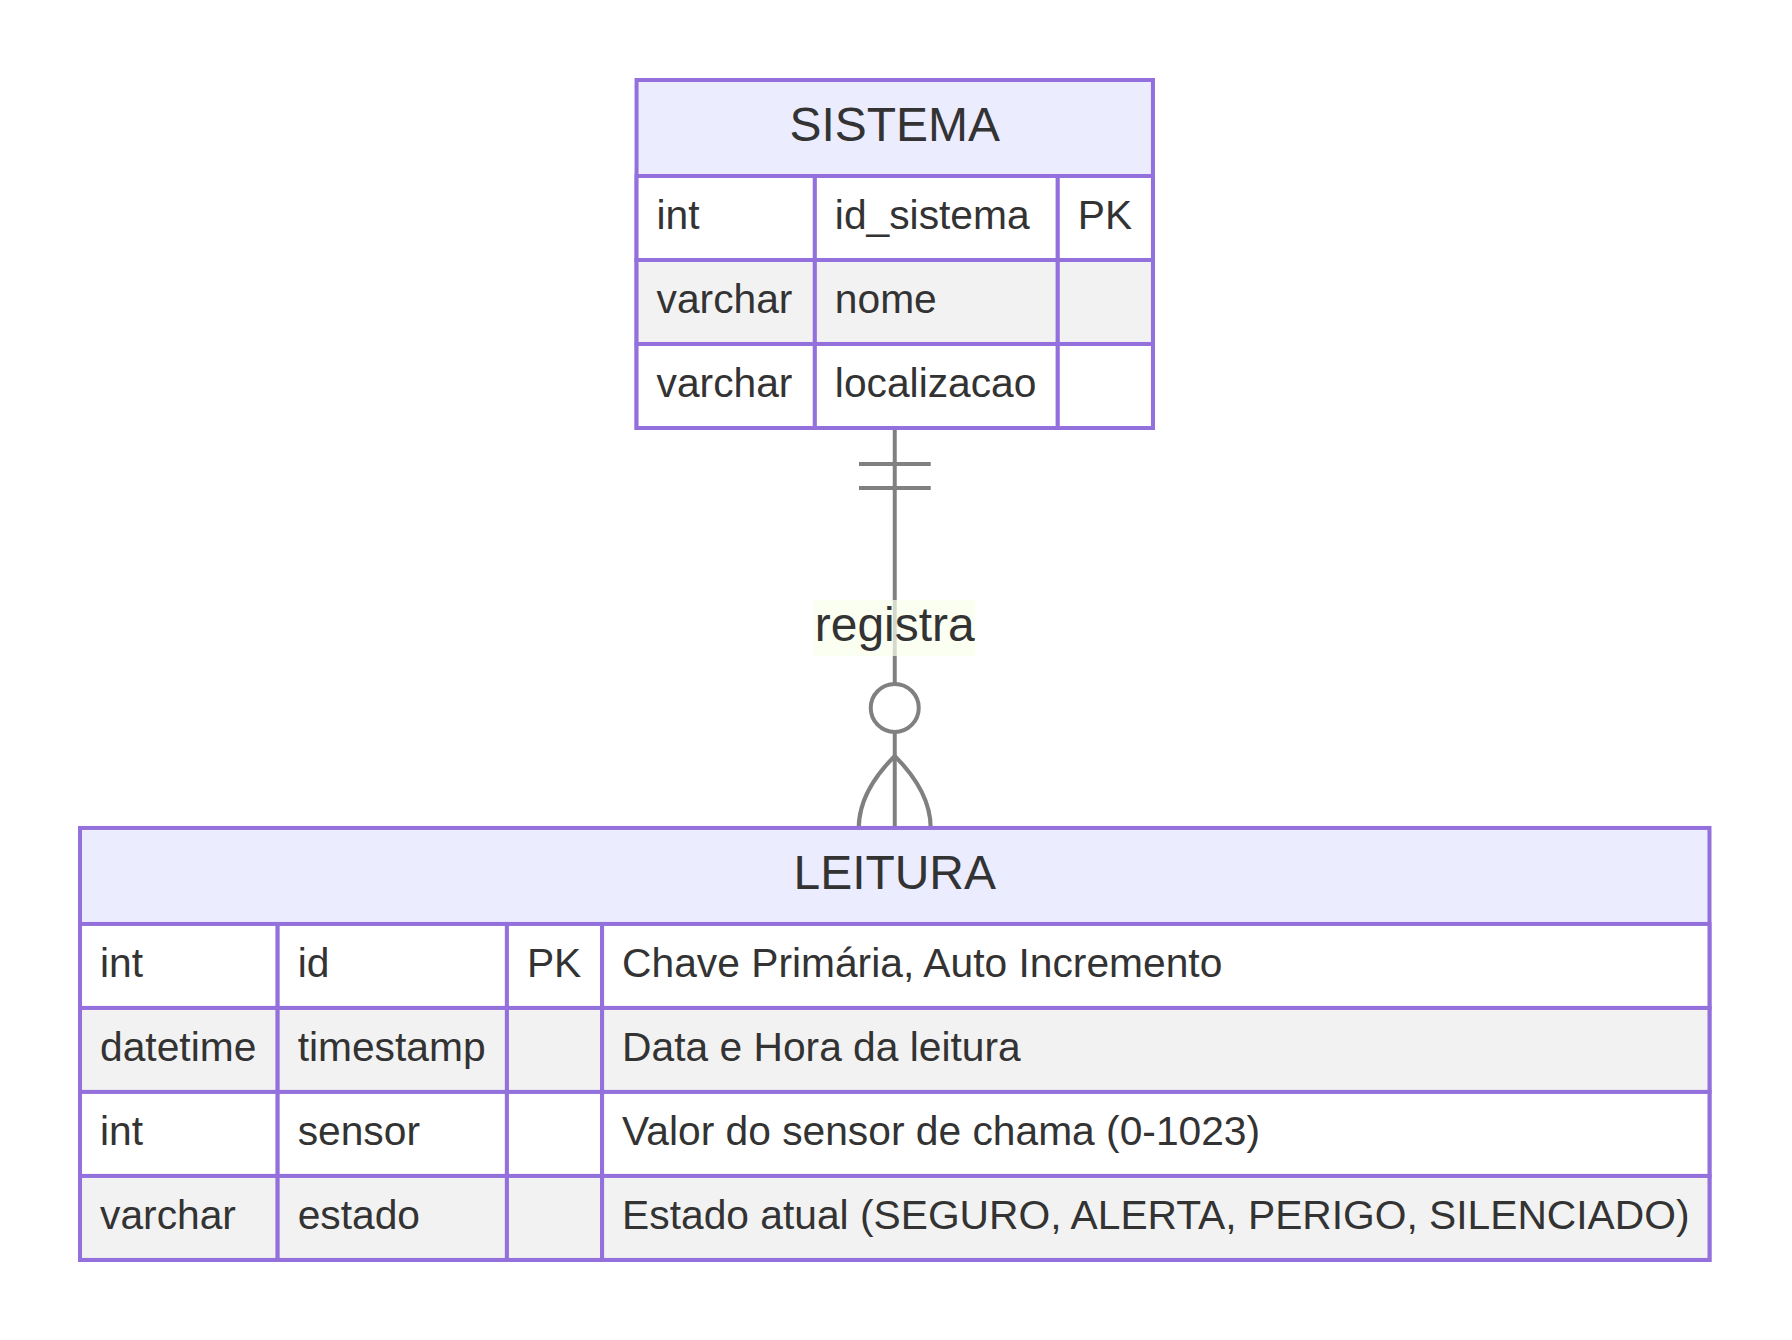 SISTEMA
int id_sistema PK
varchar nome
varchar localizacao
registra
LEITURA
int id PK Chave Primária, Auto Incremento
datetime timestamp Data e Hora da leitura
int sensor Valor do sensor de chama (0-1023)
varchar estado Estado atual (SEGURO, ALERTA, PERIGO, SILENCIADO)